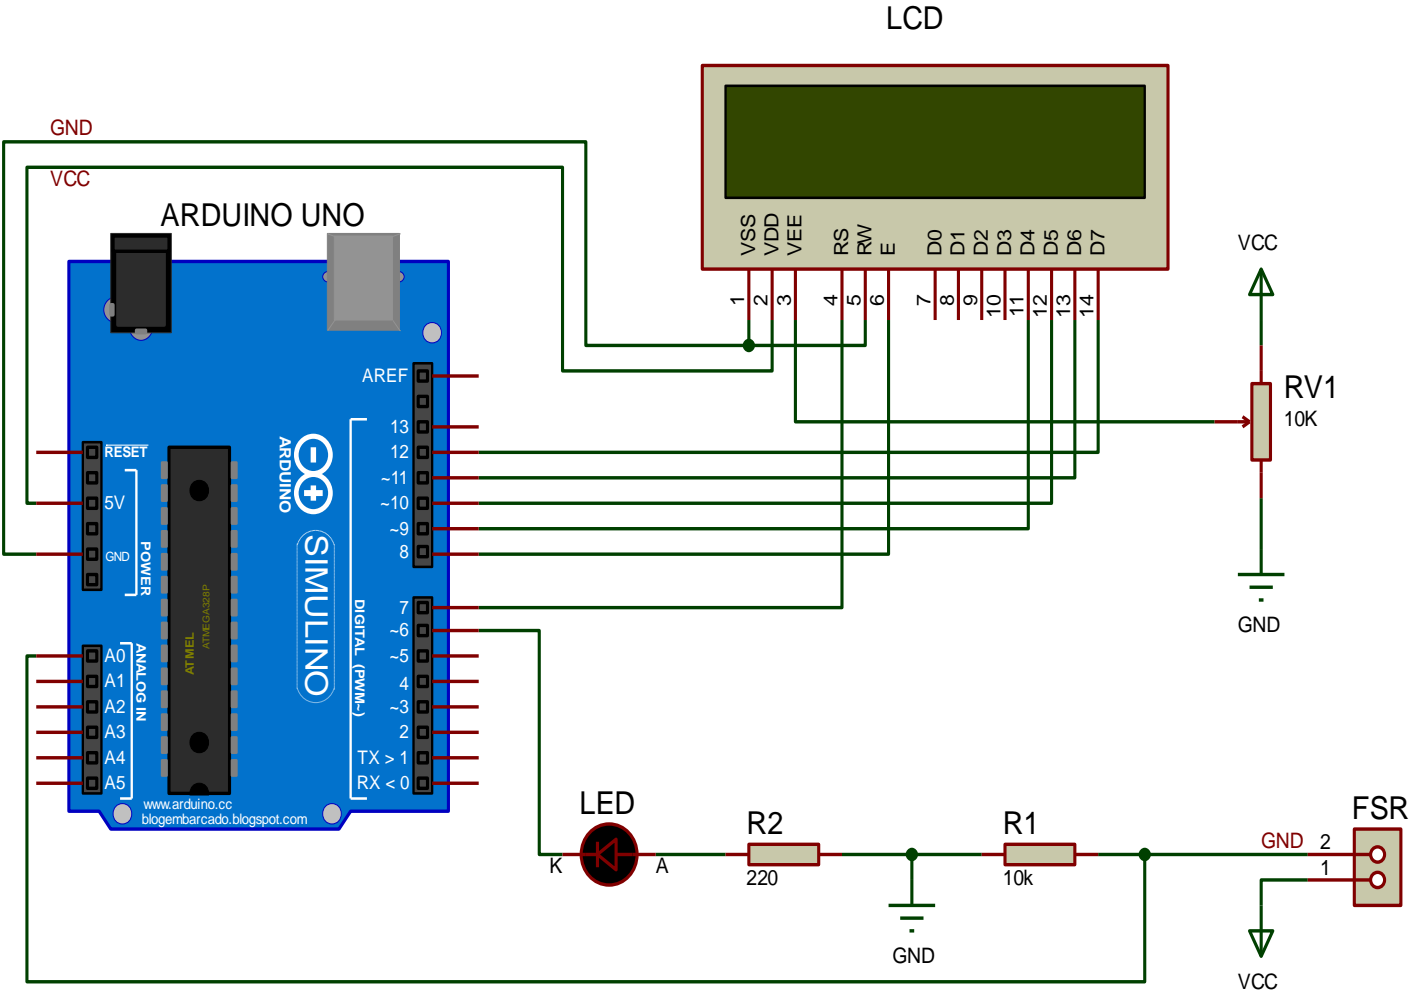 LCD
GND
VCC
ARDUINO UNO
VSS
VDD
VEE
RS
RW
E
D0
D1
D2
D3
D4
D5
D6
D7
1
2
3
4
5
6
7
8
9
10
11
12
13
14
VCC
RV1
10K
GND
AREF
13
12
~11
~10
~9
8
7
~6
~5
4
~3
2
TX > 1
RX < 0
RESET
5V
GND
POWER
A0
A1
A2
A3
A4
A5
ANALOG IN
ATMEL
ATMEGA328P
ARDUINO
SIMULINO
DIGITAL (PWM~)
www.arduino.cc
blogembarcado.blogspot.com
LED
K
A
R2
220
R1
10k
GND
FSR
GND
2
1
VCC